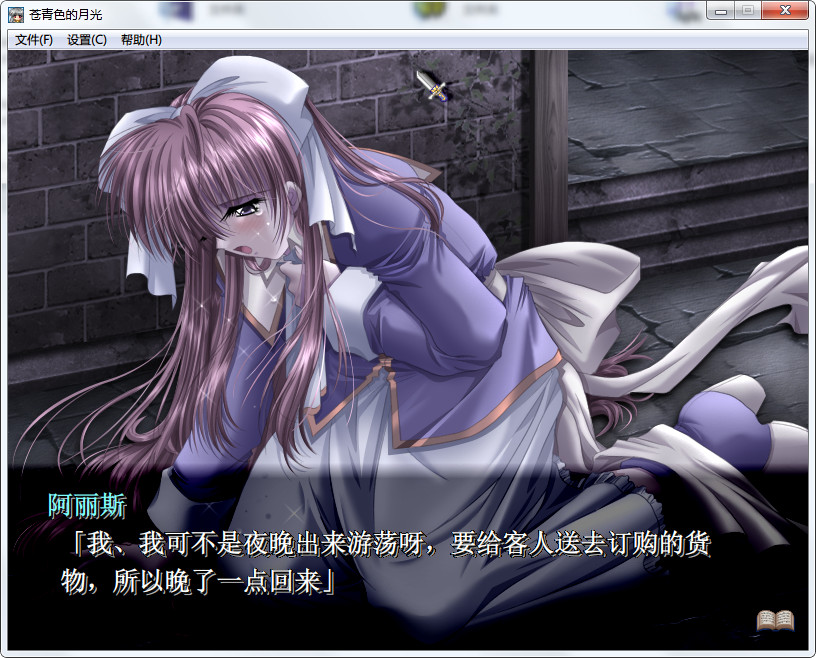 苍青色的月光
文件(F) 设置(C) 帮助(H)
阿丽斯
「我、我可不是夜晚出来游荡呀，要给客人送去订购的货
物，所以晚了一点回来」